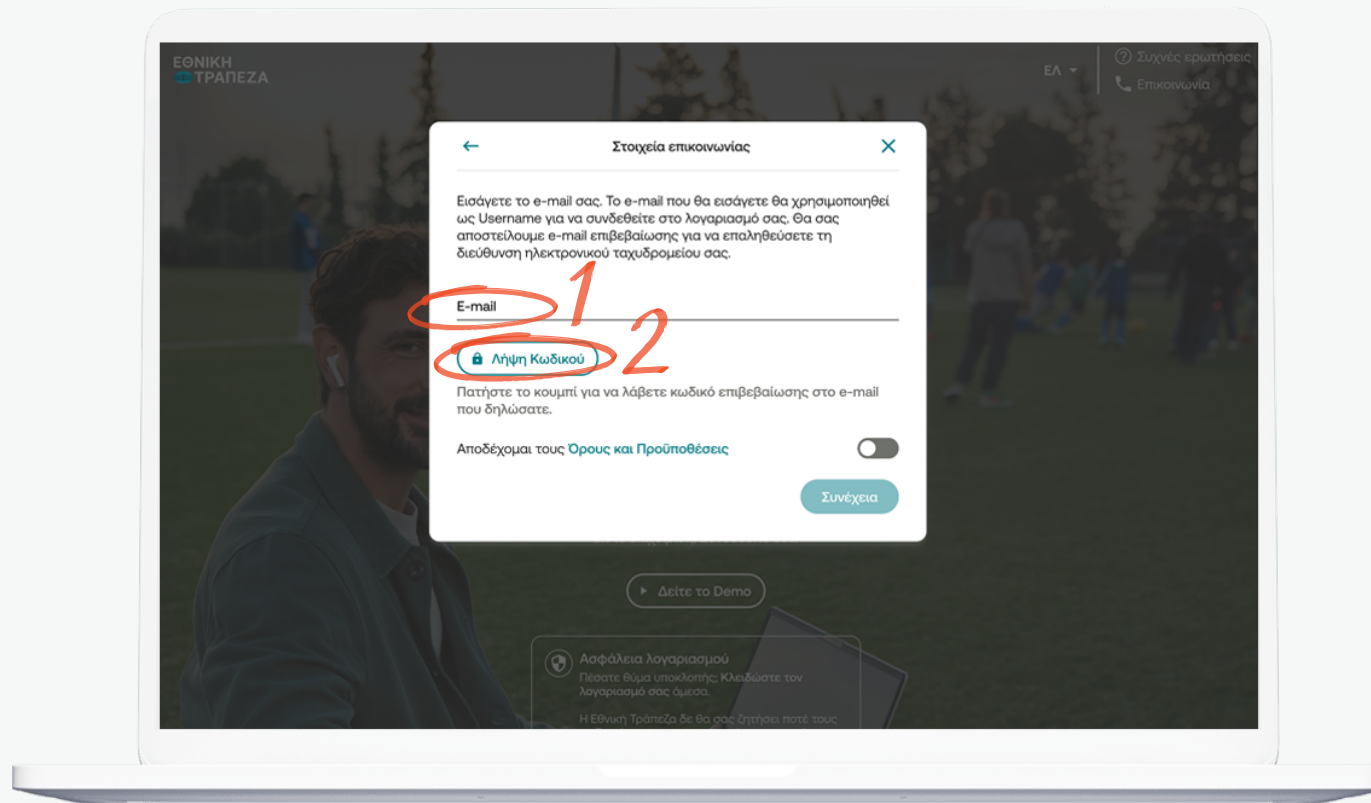 ΕΘΝΙΚΗ
ΤΡΑΠΕΖΑ
ΕΛ
Συχνές ερωτήσεις
Επικοινωνία
Στοιχεία επικοινωνίας
Εισάγετε το e-mail σας. Το e-mail που θα εισάγετε θα χρησιμοποιηθεί
ως Username για να συνδεθείτε στο λογαριασμό σας. Θα σας
αποστείλουμε e-mail επιβεβαίωσης για να επαληθεύσετε τη
διεύθυνση ηλεκτρονικού ταχυδρομείου σας.
1
E-mail
2
Λήψη Κωδικού
Πατήστε το κουμπί για να λάβετε κωδικό επιβεβαίωσης στο e-mail
που δηλώσατε.
Αποδέχομαι τους Όρους και Προϋποθέσεις
Συνέχεια
Δείτε το Demo
Ασφάλεια λογαριασμού
Πέσατε θύμα υποκλοπής; Κλειδώστε τον
λογαριασμό σας άμεσα.
Η Εθνική Τράπεζα δε θα σας ζητήσει ποτέ τους